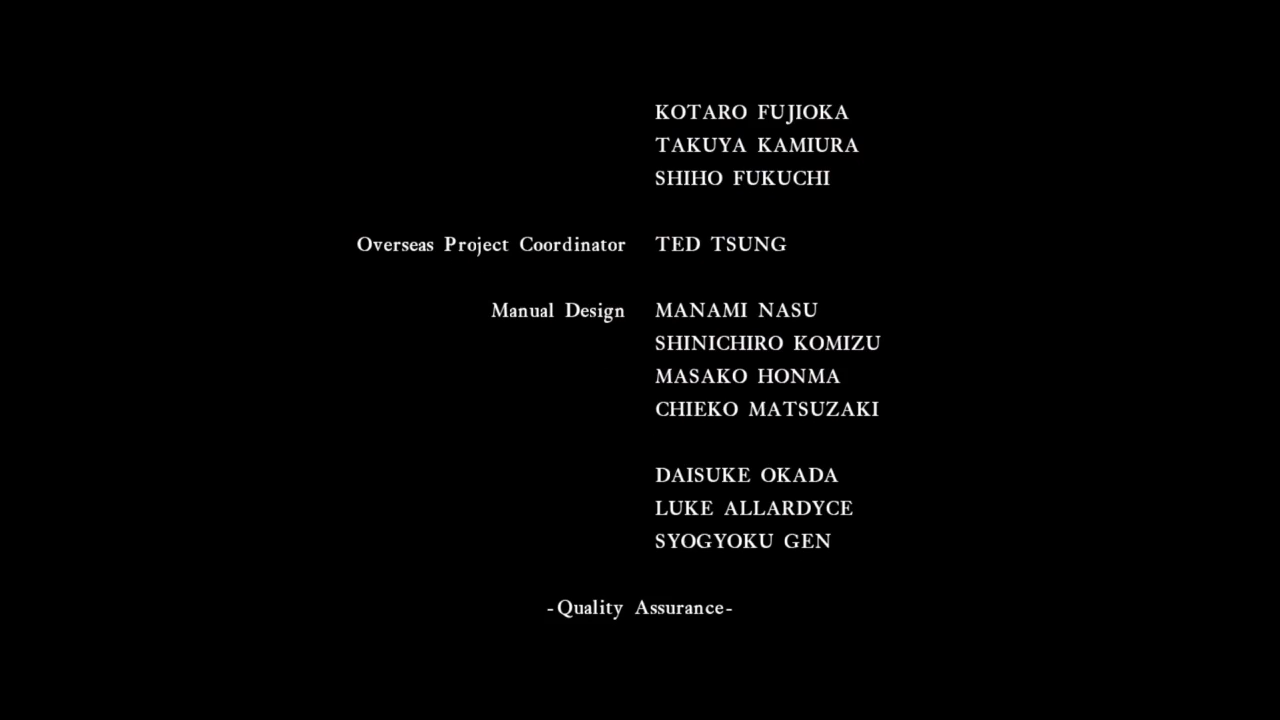 KOTARO FUJIOKA
TAKUYA KAMIURA
SHIHO FUKUCHI
Overseas Project Coordinator TED TSUNG
Manual Design MANAMI NASU
SHINICHIRO KOMIZU
MASAKO HONMA
CHIEKO MATSUZAKI
DAISUKE OKADA
LUKE ALLARDYCE
SYOGYOKU GEN
-Quality Assurance-